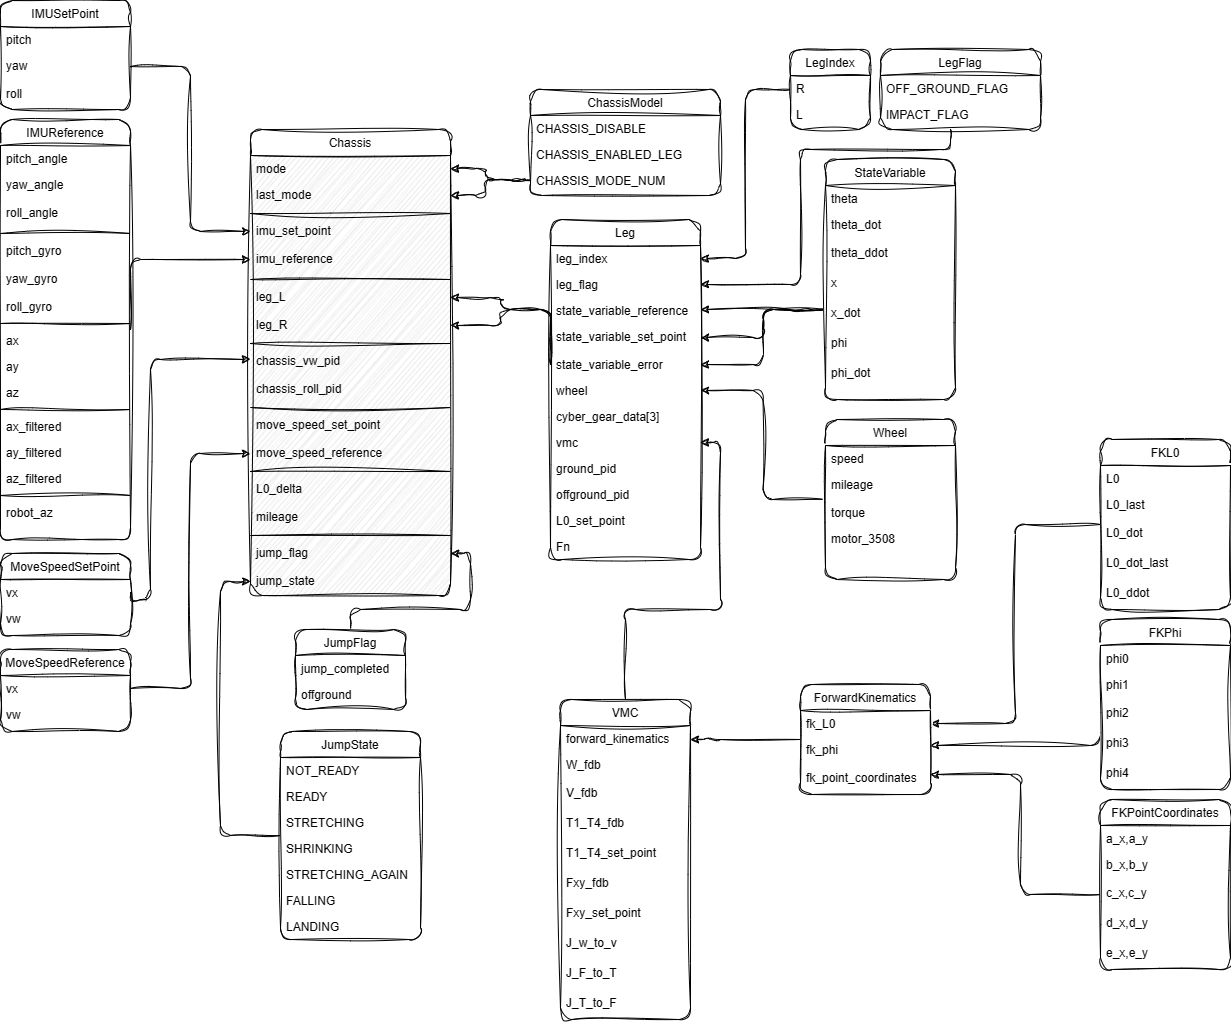 IMUSetPoint
pitch
yaw
roll
IMUReference
pitch_angle
yaw_angle
roll_angle
pitch_gyro
yaw_gyro
roll_gyro
ax
ay
az
ax_filtered
ay_filtered
az_filtered
robot_az
MoveSpeedSetPoint
vx
vw
MoveSpeedReference
vx
vw
Chassis
mode
last_mode
imu_set_point
imu_reference
leg_L
leg_R
chassis_vw_pid
chassis_roll_pid
move_speed_set_point
move_speed_reference
L0_delta
mileage
jump_flag
jump_state
JumpFlag
jump_completed
offground
JumpState
NOT_READY
READY
STRETCHING
SHRINKING
STRETCHING_AGAIN
FALLING
LANDING
ChassisModel
CHASSIS_DISABLE
CHASSIS_ENABLED_LEG
CHASSIS_MODE_NUM
Leg
leg_index
leg_flag
state_variable_reference
state_variable_set_point
state_variable_error
wheel
cyber_gear_data[3]
vmc
ground_pid
offground_pid
L0_set_point
Fn
VMC
forward_kinematics
W_fdb
V_fdb
T1_T4_fdb
T1_T4_set_point
Fxy_fdb
Fxy_set_point
J_w_to_v
J_F_to_T
J_T_to_F
LegIndex
R
L
LegFlag
OFF_GROUND_FLAG
IMPACT_FLAG
StateVariable
theta
theta_dot
theta_ddot
x
x_dot
phi
phi_dot
Wheel
speed
mileage
torque
motor_3508
ForwardKinematics
fk_L0
fk_phi
fk_point_coordinates
FKL0
L0
L0_last
L0_dot
L0_dot_last
L0_ddot
FKPhi
phi0
phi1
phi2
phi3
phi4
FKPointCoordinates
a_x,a_y
b_x,b_y
c_x,c_y
d_x,d_y
e_x,e_y